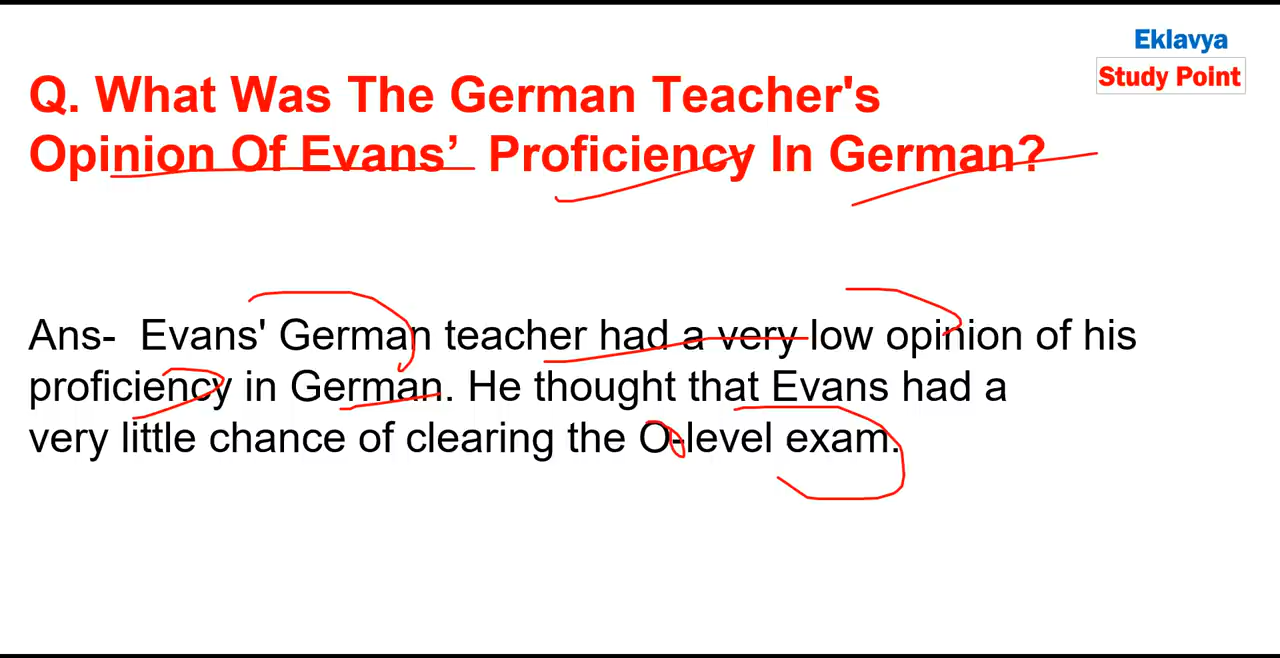 Eklavya
Study Point
Q. What Was The German Teacher's
Opinion Of Evans’ Proficiency In German?
Ans- Evans' German teacher had a very low opinion of his
proficiency in German. He thought that Evans had a
very little chance of clearing the O-level exam.